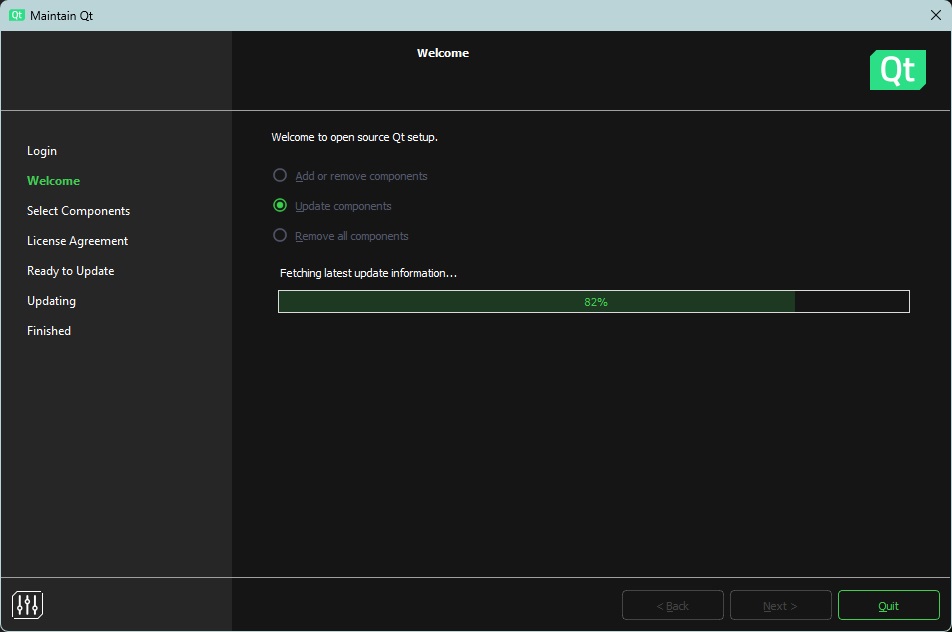 Qt Maintain Qt
Welcome
Qt
Login
Welcome
Select Components
License Agreement
Ready to Update
Updating
Finished
Welcome to open source Qt setup.
Add or remove components
Update components
Remove all components
Fetching latest update information...
82%
< Back
Next >
Quit